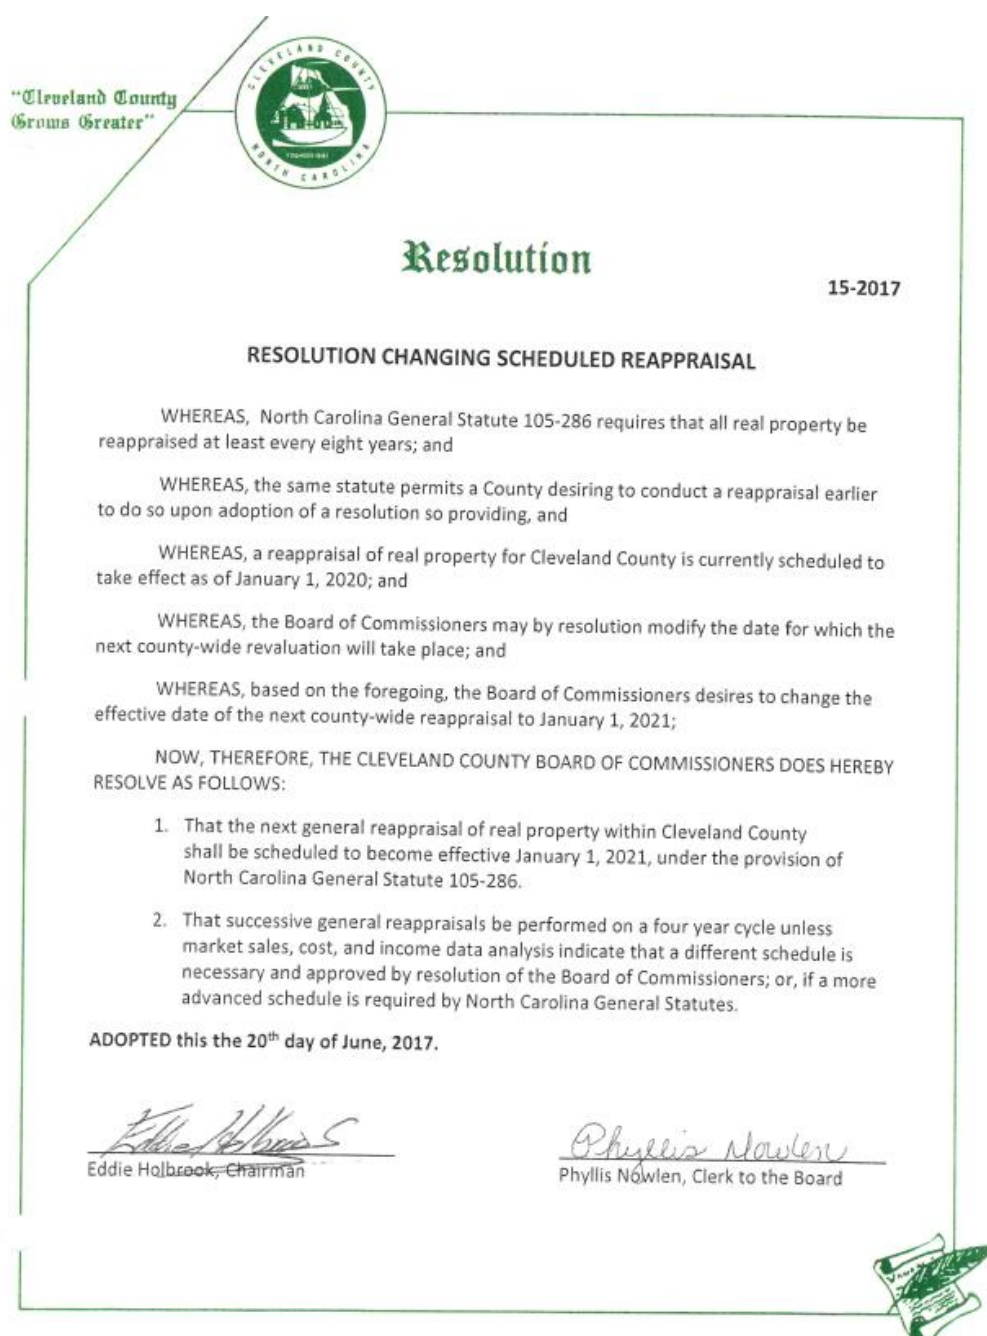 "Cleveland County
Grows Greater"
CLEVELAND COUNTY
NORTH CAROLINA
Resolution
15-2017
RESOLUTION CHANGING SCHEDULED REAPPRAISAL
WHEREAS, North Carolina General Statute 105-286 requires that all real property be
reappraised at least every eight years; and
WHEREAS, the same statute permits a County desiring to conduct a reappraisal earlier
to do so upon adoption of a resolution so providing, and
WHEREAS, a reappraisal of real property for Cleveland County is currently scheduled to
take effect as of January 1, 2020; and
WHEREAS, the Board of Commissioners may by resolution modify the date for which the
next county-wide revaluation will take place; and
WHEREAS, based on the foregoing, the Board of Commissioners desires to change the
effective date of the next county-wide reappraisal to January 1, 2021;
NOW, THEREFORE, THE CLEVELAND COUNTY BOARD OF COMMISSIONERS DOES HEREBY
RESOLVE AS FOLLOWS:
1. That the next general reappraisal of real property within Cleveland County
shall be scheduled to become effective January 1, 2021, under the provision of
North Carolina General Statute 105-286.
2. That successive general reappraisals be performed on a four year cycle unless
market sales, cost, and income data analysis indicate that a different schedule is
necessary and approved by resolution of the Board of Commissioners; or, if a more
advanced schedule is required by North Carolina General Statutes.
ADOPTED this the 20th day of June, 2017.
Eddie Holbrook
Phyllis Nowlen
Eddie Holbrook, Chairman
Phyllis Nowlen, Clerk to the Board